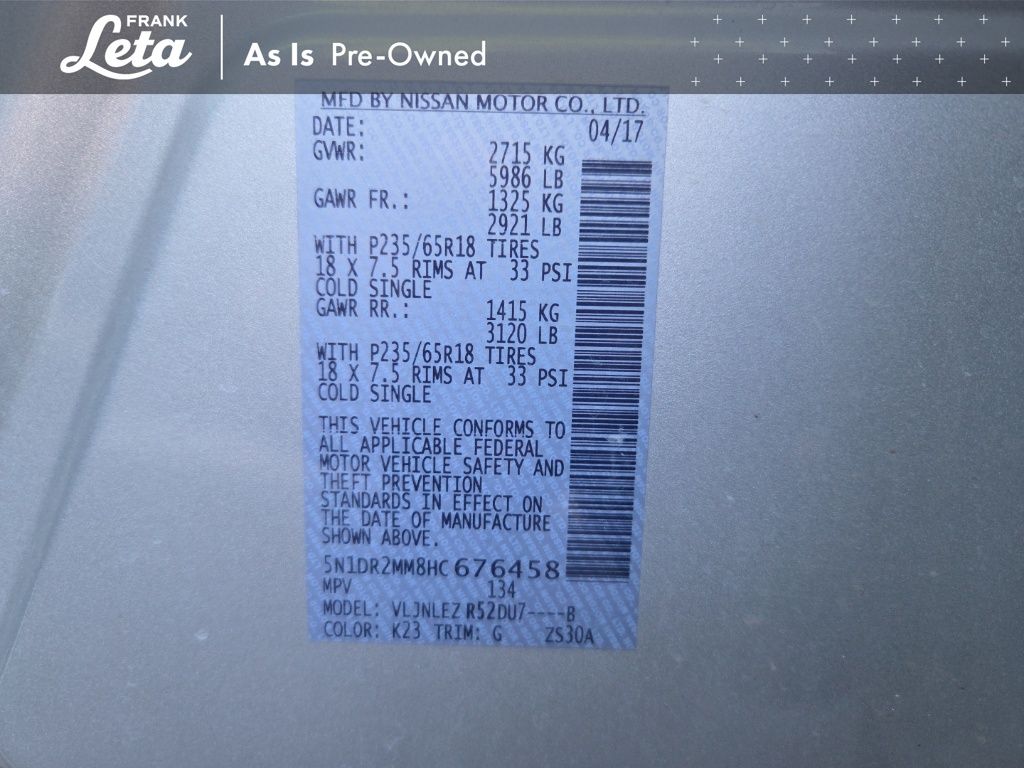 FRANK
Leta
As Is Pre-Owned
MFD BY NISSAN MOTOR CO., LTD.
DATE: 04/17
GVWR: 2715 KG
5986 LB
GAWR FR.: 1325 KG
2921 LB
WITH P235/65R18 TIRES
18 X 7.5 RIMS AT 33 PSI
COLD SINGLE
GAWR RR.: 1415 KG
3120 LB
WITH P235/65R18 TIRES
18 X 7.5 RIMS AT 33 PSI
COLD SINGLE
THIS VEHICLE CONFORMS TO
ALL APPLICABLE FEDERAL
MOTOR VEHICLE SAFETY AND
THEFT PREVENTION
STANDARDS IN EFFECT ON
THE DATE OF MANUFACTURE
SHOWN ABOVE.
5N1DR2MM8HC676458
MPV 134
MODEL: VLJNLEZ R52DU7----B
COLOR: K23 TRIM: G ZS30A